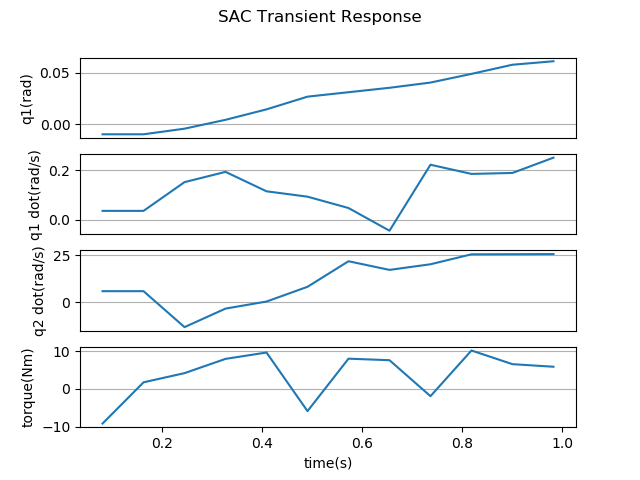 SAC Transient Response
q1(rad)
0.05
0.00
q1 dot(rad/s)
0.2
0.0
q2 dot(rad/s)
25
0
torque(Nm)
10
0
−10
0.2 0.4 0.6 0.8 1.0
time(s)